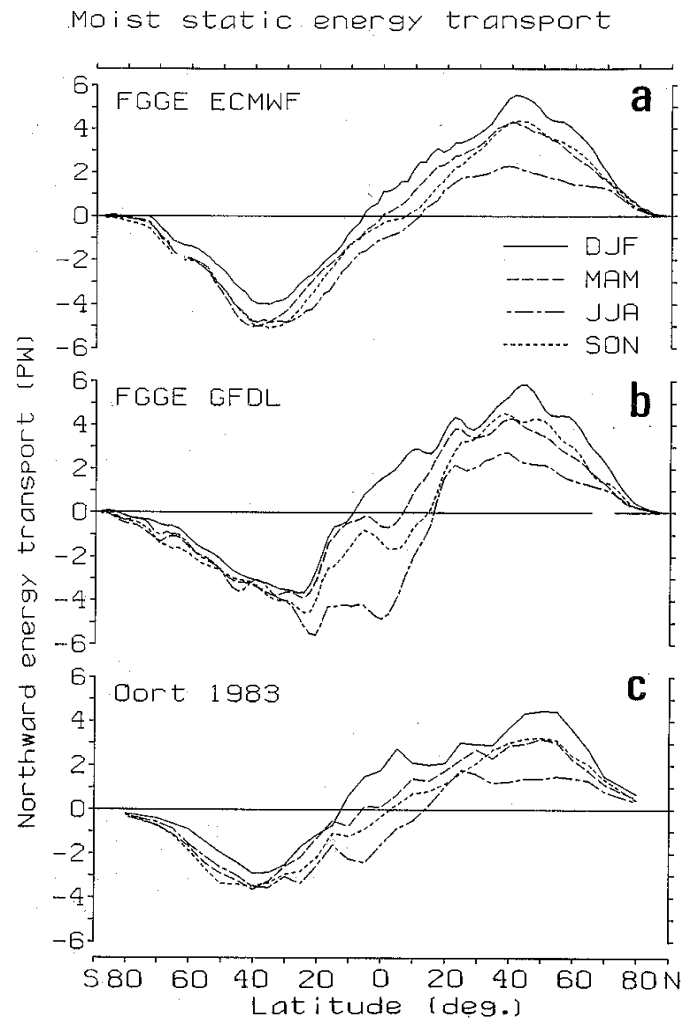 Moist static energy transport
6
FGGE ECMWF
a
4
2
0
-2
DJF
MAM
-4
JJA
-6
SON
Northward energy transport (PW)
6
FGGE GFDL
b
4
2
0
-2
-4
-6
6
Oort 1983
c
4
2
0
-2
-4
-6
S 80 60 40 20 0 20 40 60 80 N
Latitude (deg.)